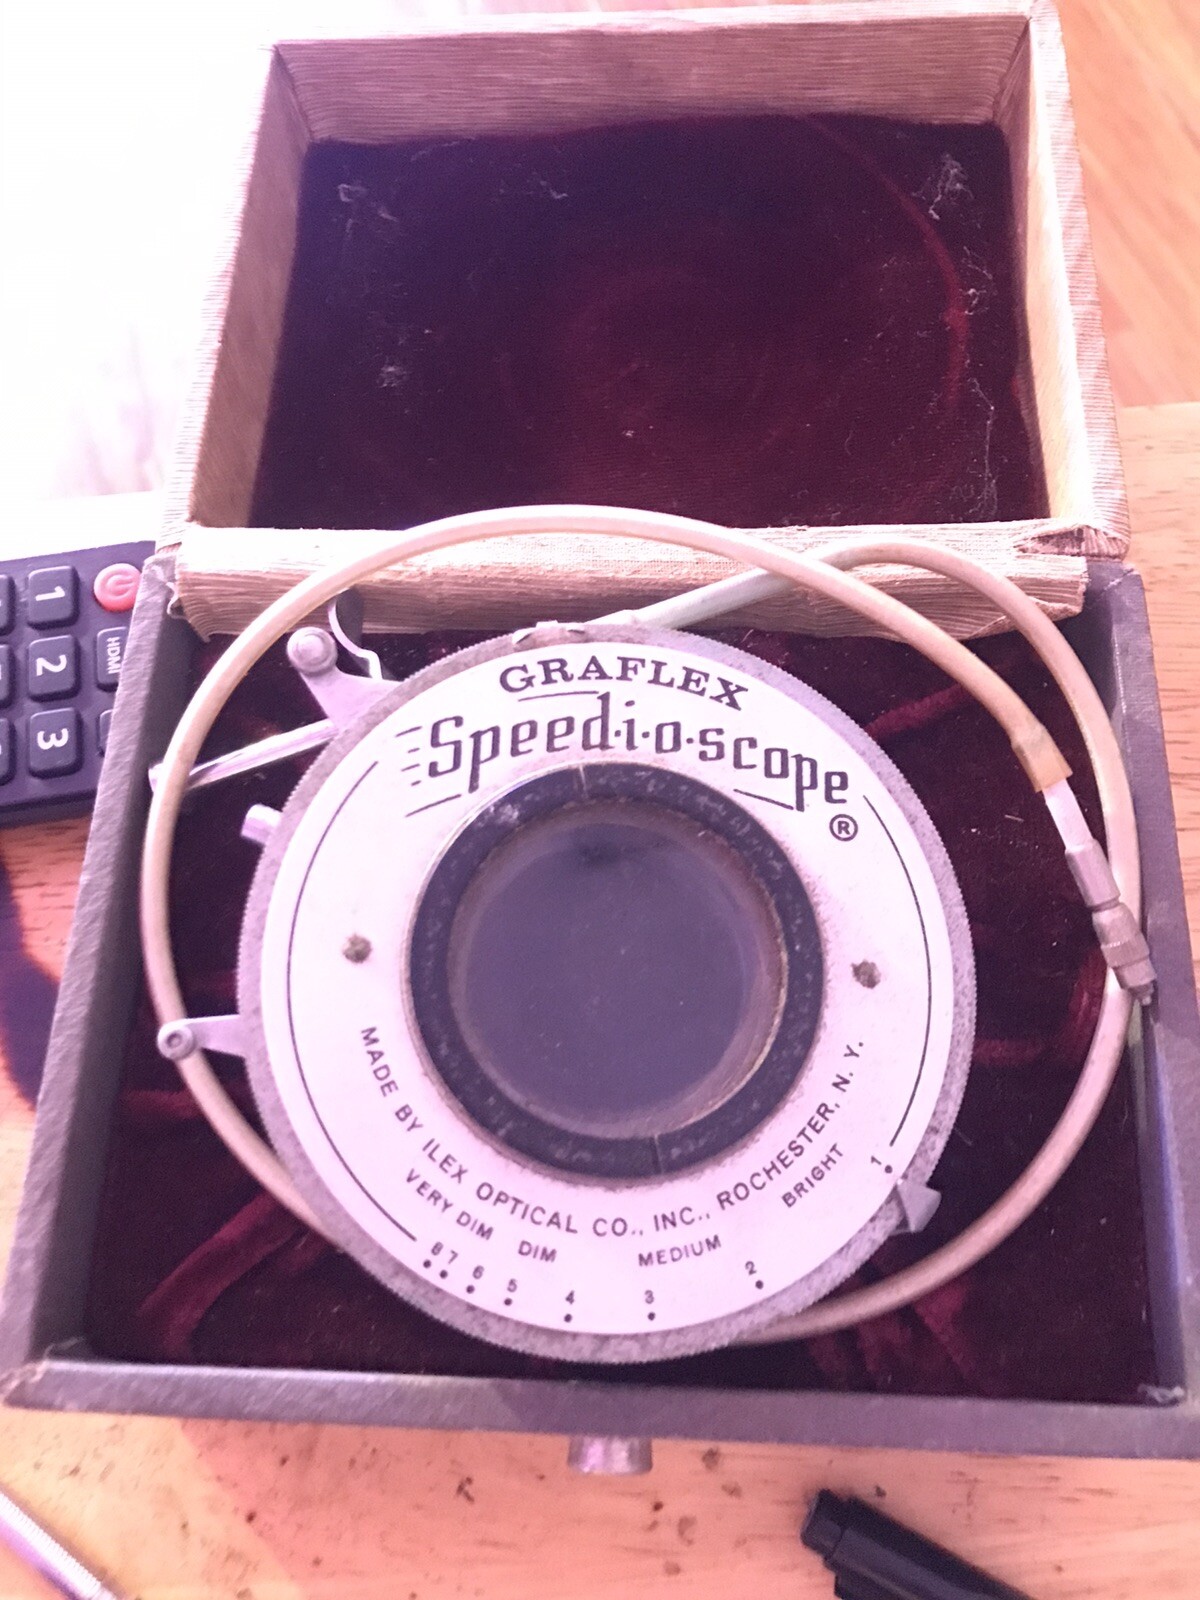 GRAFLEX
Speed·i·o·scope
®
MADE BY ILEX OPTICAL CO., INC., ROCHESTER, N. Y.
VERY DIM DIM MEDIUM BRIGHT
8 7 6 5 4 3 2 1
1
HDMI
2
3